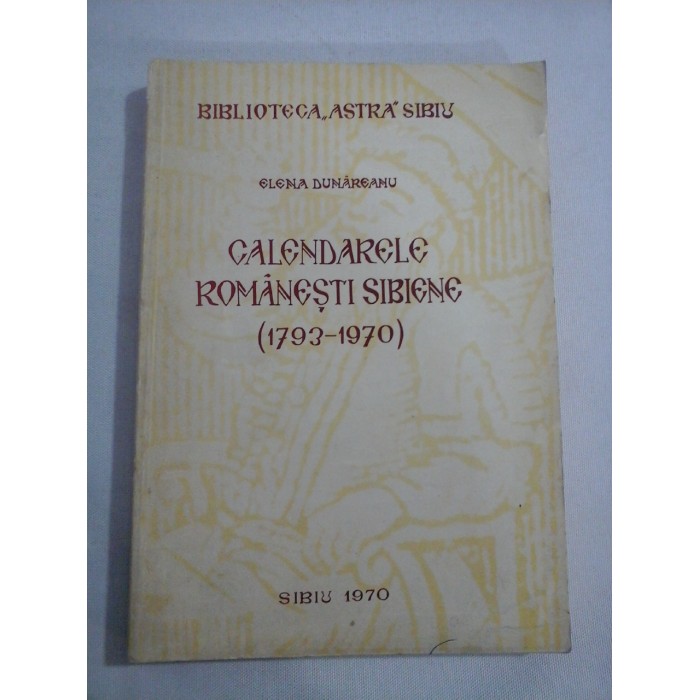 BIBLIOTECA „ASTRA" SIBIU
ELENA DUNĂREANU
CALENDARELE
ROMÂNEȘTI SIBIENE
(1793-1970)
SIBIU 1970